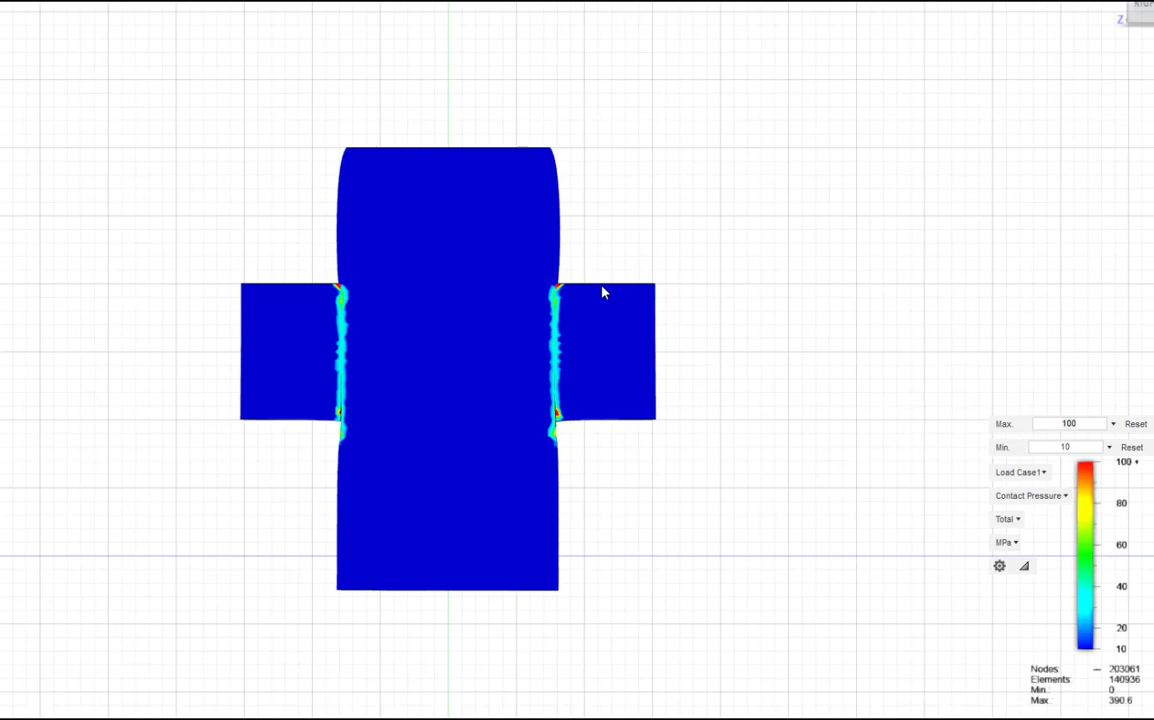 Z
Max. 100 Reset
Min. 10 Reset
Load Case1
100 +
Contact Pressure
80
Total
60
MPa
40
20
10
Nodes: 203061
Elements: 140936
Min.: 0
Max.: 390.6